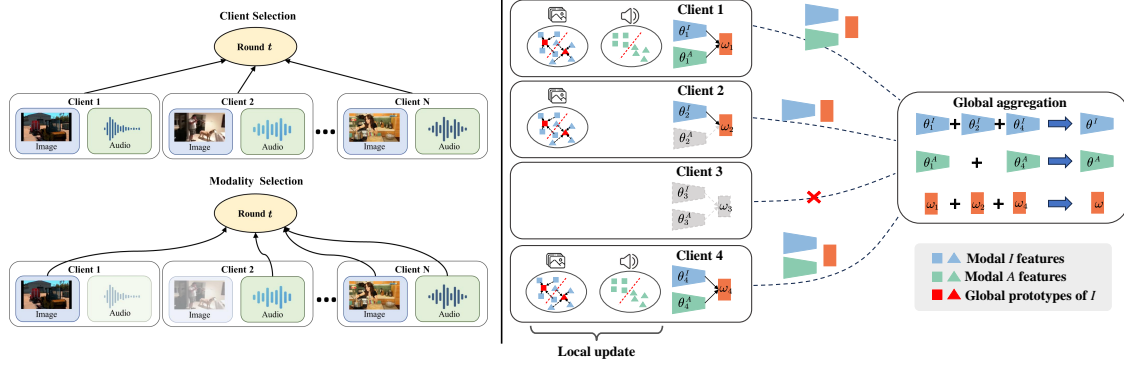 Client Selection
Round t
Client 1
Client 2
Client N
Image
Audio
Image
Audio
Image
Audio
Modality Selection
Round t
Client 1
Client 2
Client N
Image
Audio
Image
Audio
Image
Audio
Client 1
θ₁ᴵ
θ₁ᴬ
ω₁
Client 2
θ₂ᴵ
θ₂ᴬ
ω₂
Client 3
θ₃ᴵ
θ₃ᴬ
ω₃
Client 4
θ₄ᴵ
θ₄ᴬ
ω₄
Local update
Global aggregation
θ₁ᴵ + θ₂ᴵ + θ₄ᴵ θᴵ
θ₁ᴬ + θ₄ᴬ θᴬ
ω₁ + ω₂ + ω₄ ω
Modal I features
Modal A features
Global prototypes of I